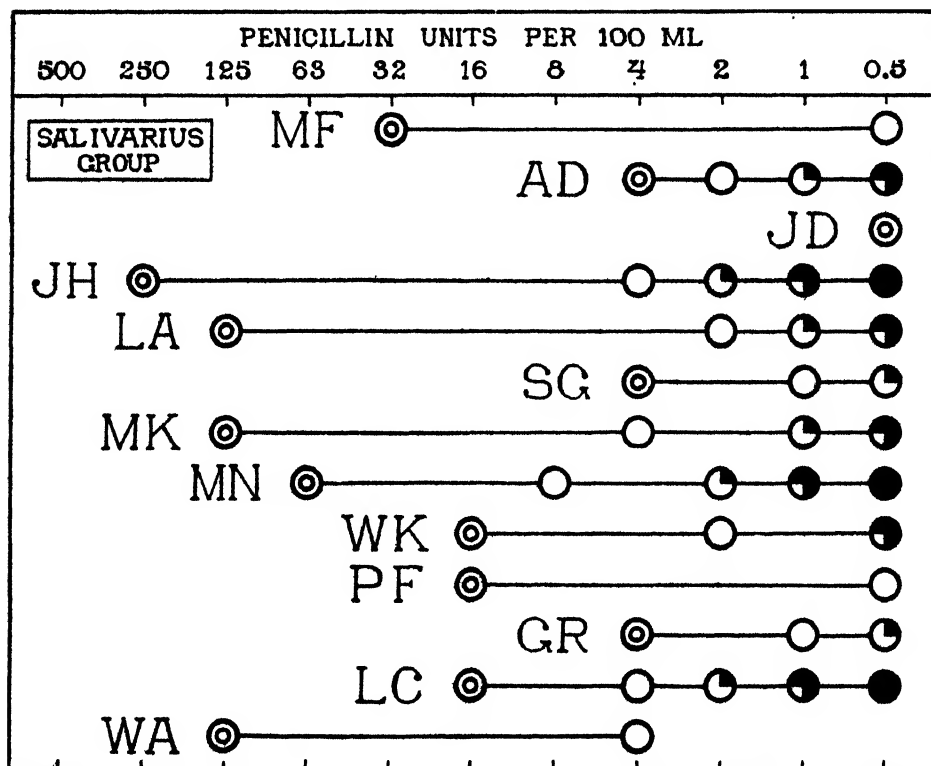 PENICILLIN UNITS PER 100 ML
500 250 125 63 32 16 8 4 2 1 0.5
SALIVARIUS
GROUP
MF
AD
JD
JH
LA
SG
MK
MN
WK
PF
GR
LC
WA